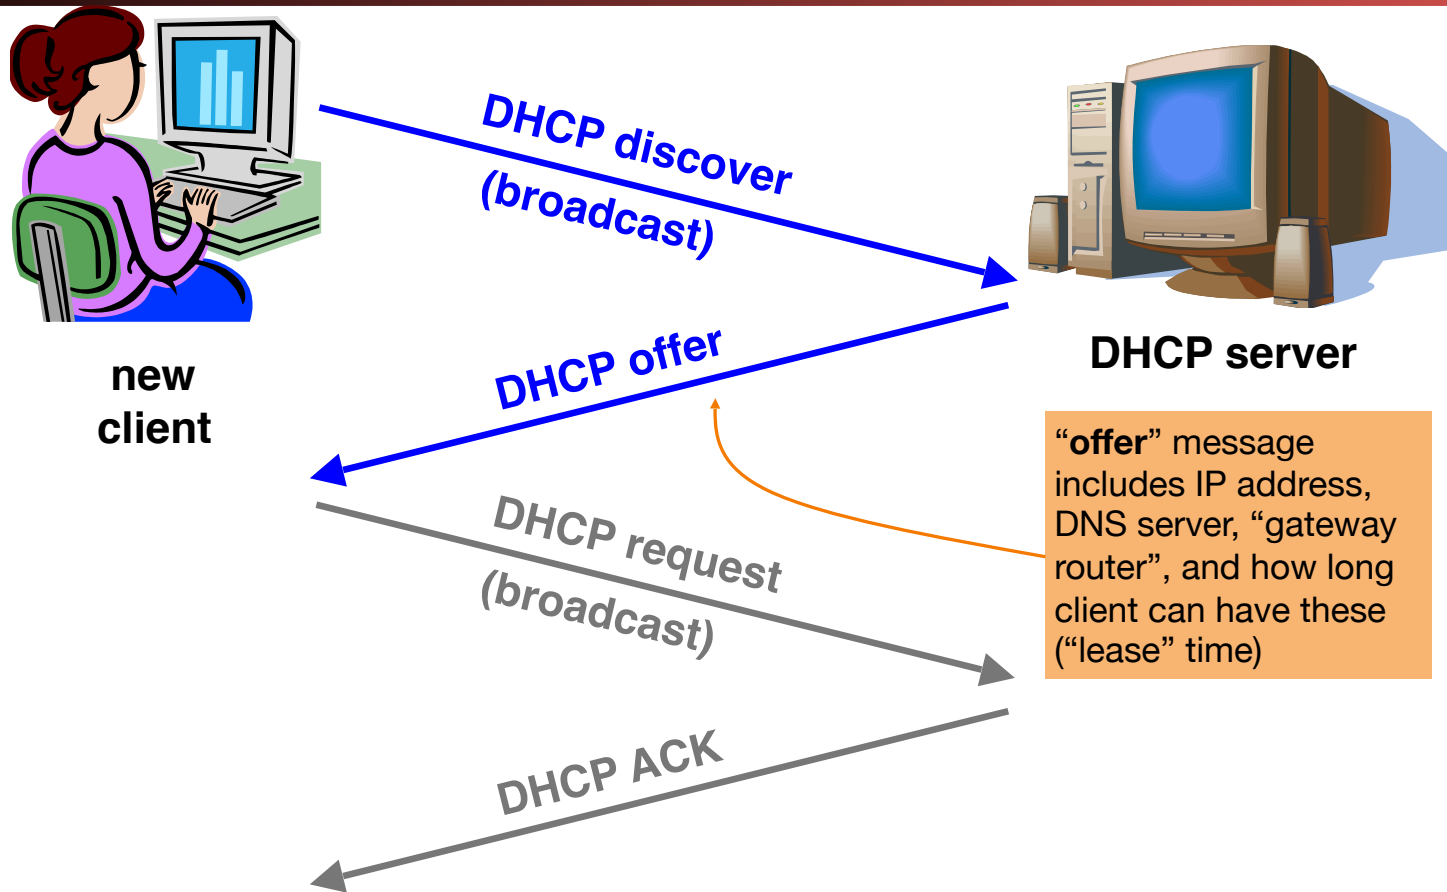 DHCP discover
(broadcast)
DHCP offer
DHCP server
new
client
“offer” message
includes IP address,
DNS server, “gateway
router”, and how long
client can have these
(“lease” time)
DHCP request
(broadcast)
DHCP ACK